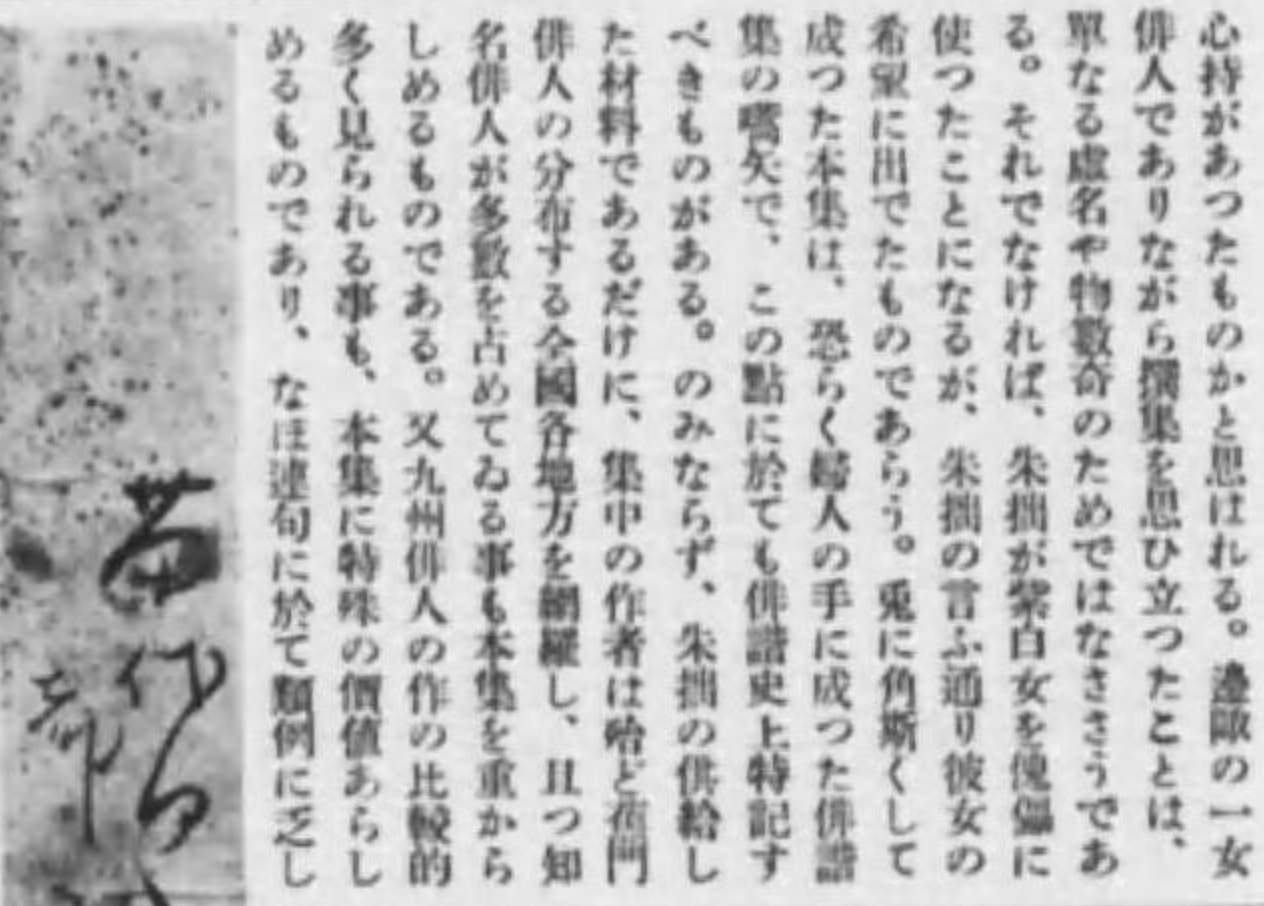 心持があつたものかと思はれる。邊陬の一女
俳人でありながら撰集を思ひ立つたことは、
單なる虛名や物數奇のためではなささうであ
る。それでなければ、朱拙が紫白女を傀儡に
使つたことになるが、朱拙の言ふ通り彼女の
希望に出でたものであらう。兎に角斯くして
成つた本集は、恐らく婦人の手に成つた俳諧
集の嚆矢で、この點に於ても俳諧史上特記す
べきものがある。のみならず、朱拙の供給し
た材料であるだけに、集中の作者は殆ど蕉門
俳人の分布する全國各地方を網羅し、且つ知
名俳人が多數を占めてゐる事も本集を重から
しめるものである。又九州俳人の作の比較的
多く見られる事も、本集に特殊の價値あらし
めるものであり、なほ連句に於て類例に乏し